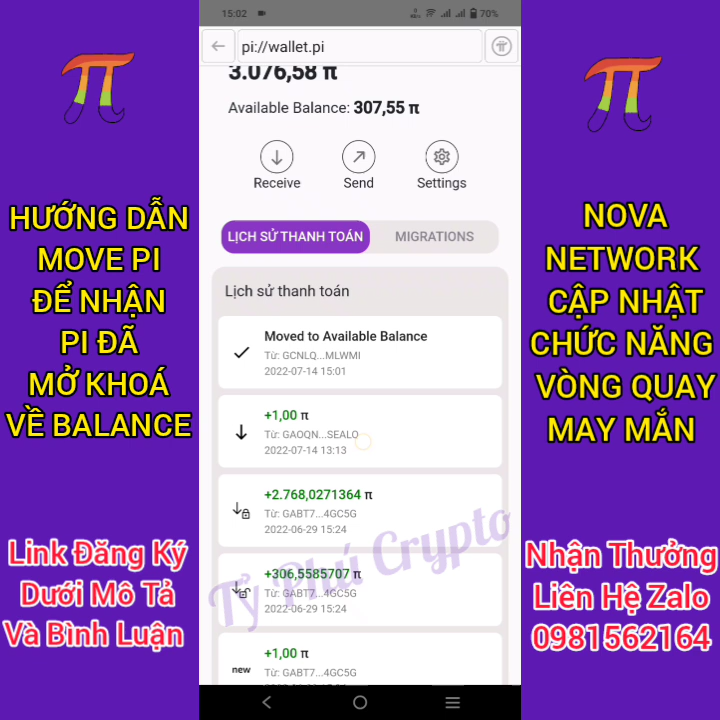 HƯỚNG DẪN
MOVE PI
ĐỂ NHẬN
PI ĐÃ
MỞ KHOÁ
VỀ BALANCE
Link Đăng Ký
Dưới Mô Tả
Và Bình Luận
15:02
70%
pi://wallet.pi
3.076,58 π
Available Balance: 307,55 π
Receive
Send
Settings
LỊCH SỬ THANH TOÁN
MIGRATIONS
Lịch sử thanh toán
Moved to Available Balance
Từ: GCNLQ...MLWMI
2022-07-14 15:01
+1,00 π
Từ: GAOQN...SEALO
2022-07-14 13:13
+2.768,0271364 π
Từ: GABT7...4GC5G
2022-06-29 15:24
+306,5585707 π
Từ: GABT7...4GC5G
2022-06-29 15:24
+1,00 π
new
Từ: GABT7...4GC5G
Tỷ Phú Crypto
NOVA
NETWORK
CẬP NHẬT
CHỨC NĂNG
VÒNG QUAY
MAY MẮN
Nhận Thưởng
Liên Hệ Zalo
0981562164